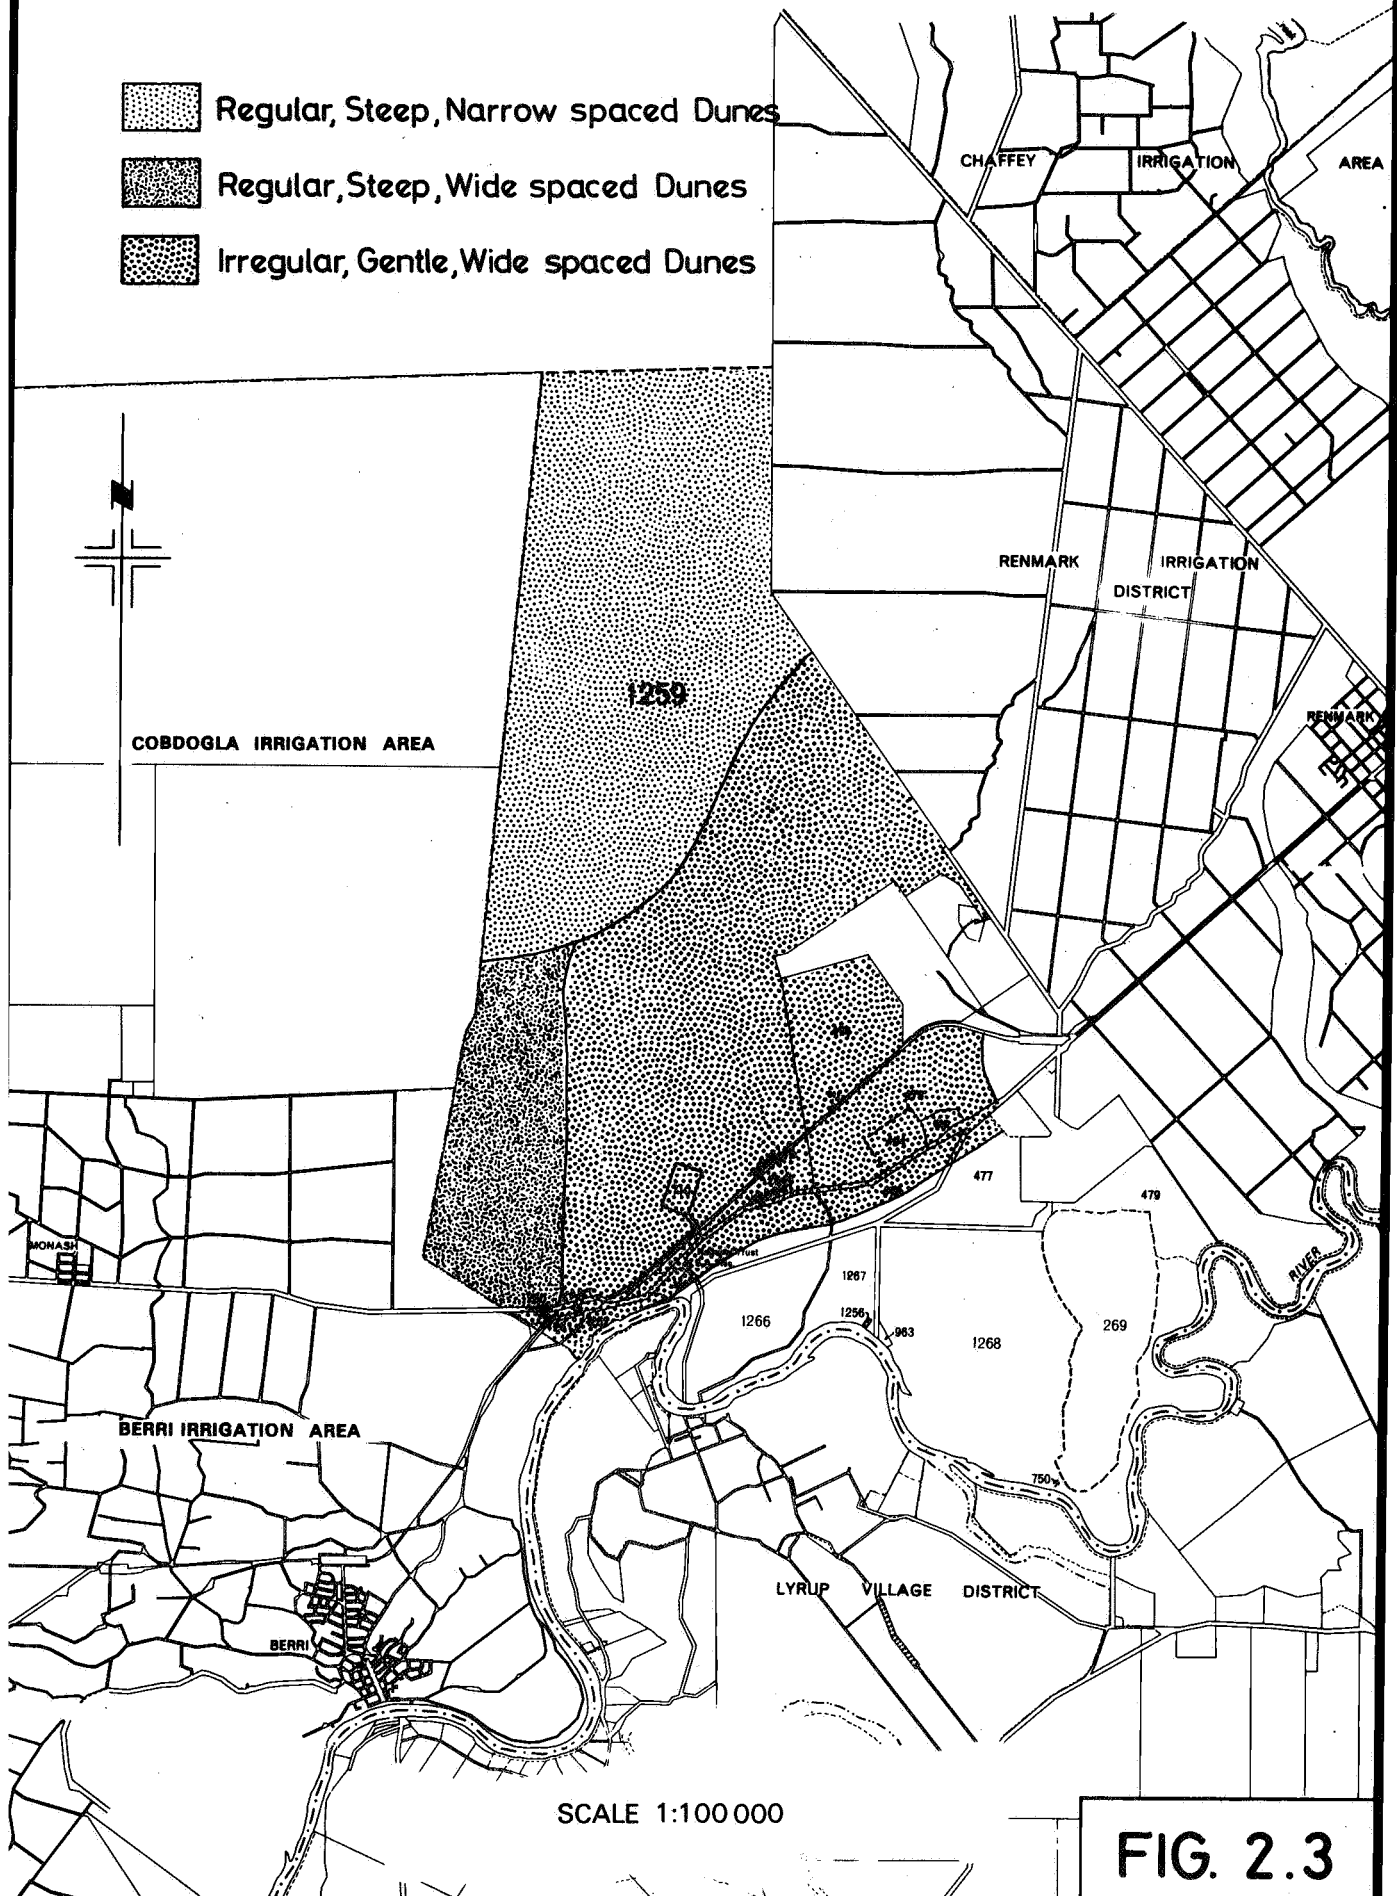 Regular, Steep, Narrow spaced Dunes
Regular, Steep, Wide spaced Dunes
Irregular, Gentle, Wide spaced Dunes
CHAFFEY IRRIGATION AREA
N
RENMARK IRRIGATION
DISTRICT
1259
RENMARK
COBDOGLA IRRIGATION AREA
477
479
MONASH
RIVER
1267
1256
963
1266
1268
269
BERRI IRRIGATION AREA
750
LYRUP VILLAGE DISTRICT
BERRI
SCALE 1:100 000
FIG. 2.3